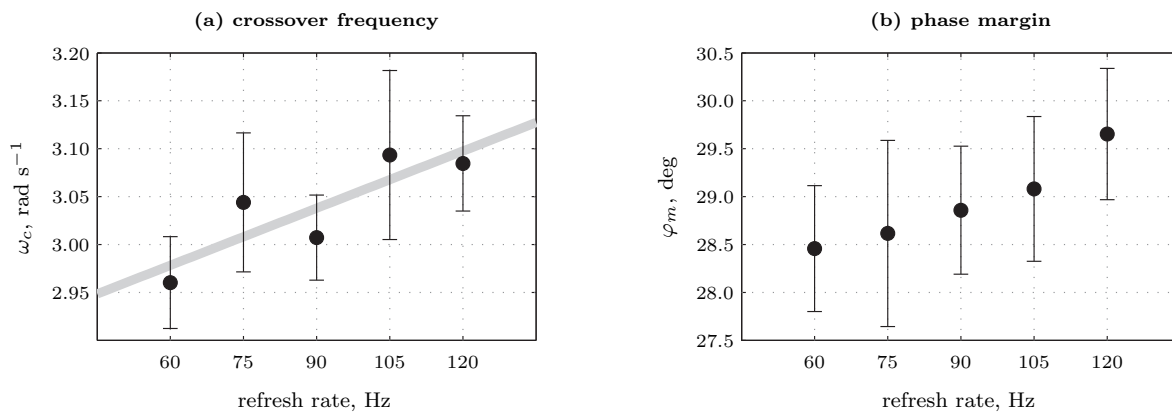 (a) crossover frequency
3.20
3.15
3.10
3.05
3.00
2.95
ω_c, rad s⁻¹
60 75 90 105 120
refresh rate, Hz
(b) phase margin
30.5
30.0
29.5
29.0
28.5
28.0
27.5
φ_m, deg
60 75 90 105 120
refresh rate, Hz